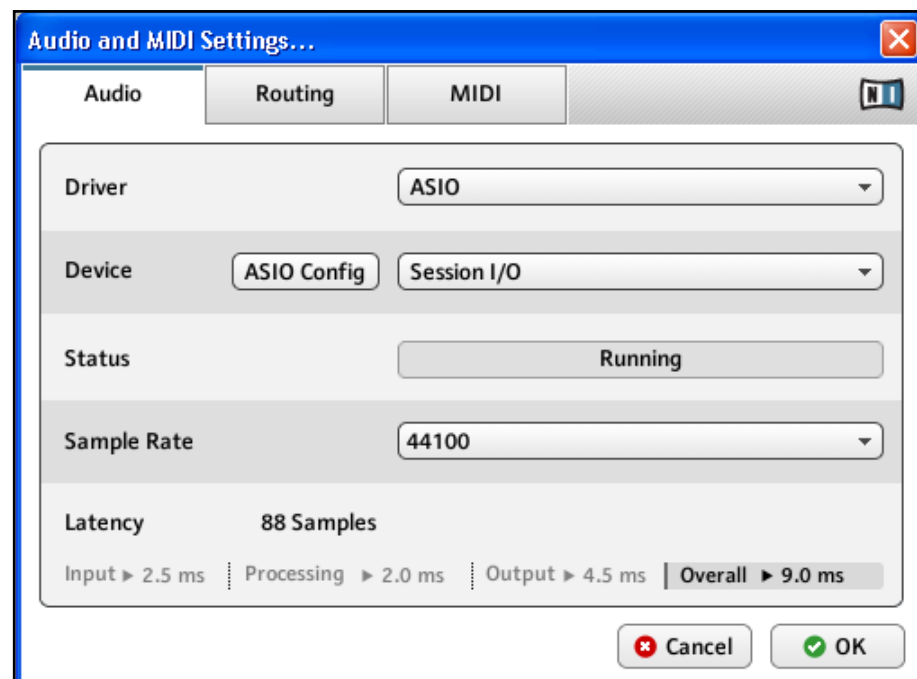 Audio and MIDI Settings...
Audio Routing MIDI NI
Driver ASIO
Device ASIO Config Session I/O
Status Running
Sample Rate 44100
Latency 88 Samples
Input ▶ 2.5 ms Processing ▶ 2.0 ms Output ▶ 4.5 ms Overall ▶ 9.0 ms
Cancel OK